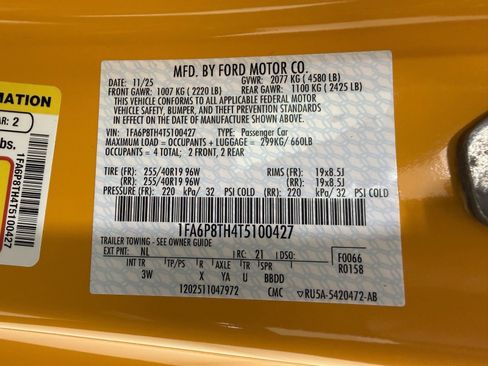 MFD. BY FORD MOTOR CO.
11/25 GVWR: 2077 KG ( 4580 LB)
FRONT GAWR: 1007 KG ( 2220 LB) REAR GAWR: 1100 KG ( 2425 LB)
THIS VEHICLE CONFORMS TO ALL APPLICABLE FEDERAL MOTOR
VEHICLE SAFETY, BUMPER, AND THEFT PREVENTION STANDARDS
IN EFFECT ON THE DATE OF MANUFACTURE SHOWN ABOVE.
VIN: 1FA6P8TH4T5100427 TYPE: Passenger Car
MAXIMUM LOAD = OCCUPANTS + LUGGAGE = 299KG/ 660LB
OCCUPANTS = 4 TOTAL: 2 FRONT, 2 REAR
TIRE (FR): 255/40R19 96W RIMS(FR): 19x8.5J
(RR): 255/40R19 96W (RR): 19x8.5J
PRESSURE (FR): 220 kPa/ 32 PSI COLD (RR): 220 kPa/ 32 PSI COLD
1FA6P8TH4T5100427
TRAILER TOWING - SEE OWNER GUIDE
EXT PNT: NL RC: 21 DSO: F0066
R0158
INT TR TP/PS R AXLE TR SPR
3W X YA U BBDD
1202511047972 CMC RU5A-5420472-AB
MATION
AR: 2
bs.
1FA6P8TH4T5100427